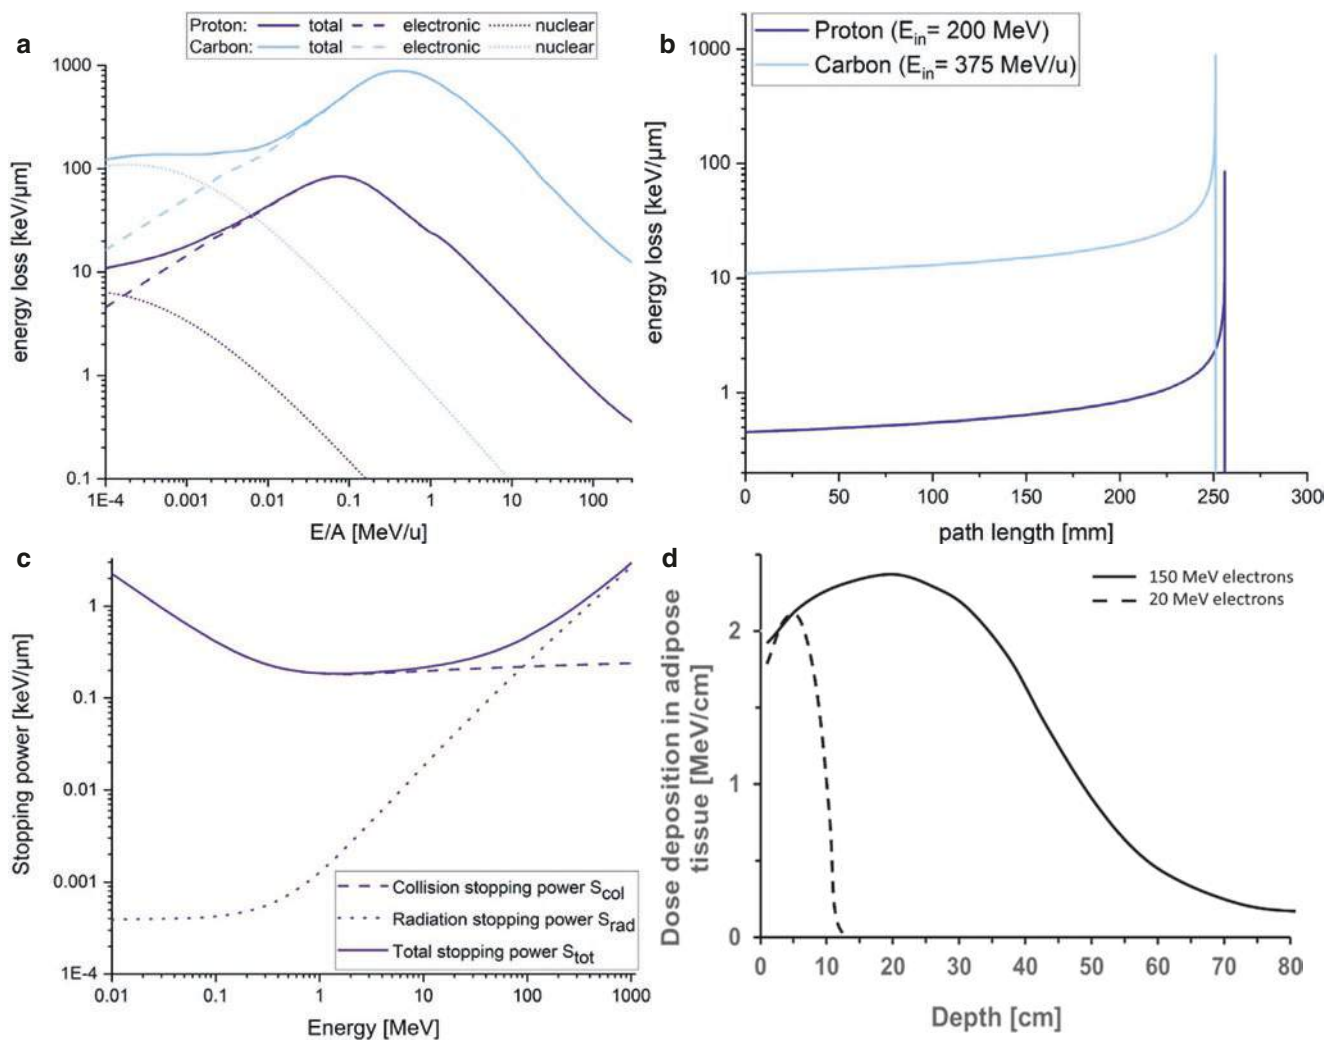 a
Proton: total electronic nuclear
Carbon: total electronic nuclear
1000
100
10
1
0.1
energy loss [keV/µm]
1E-4 0.001 0.01 0.1 1 10 100
E/A [MeV/u]
b
Proton (E_in= 200 MeV)
Carbon (E_in= 375 MeV/u)
1000
100
10
1
energy loss [keV/µm]
0 50 100 150 200 250 300
path length [mm]
c
1
0.1
0.01
0.001
1E-4
Stopping power [keV/µm]
Collision stopping power S_col
Radiation stopping power S_rad
Total stopping power S_tot
0.01 0.1 1 10 100 1000
Energy [MeV]
d
150 MeV electrons
20 MeV electrons
2
1
0
Dose deposition in adipose
tissue [MeV/cm]
0 10 20 30 40 50 60 70 80
Depth [cm]